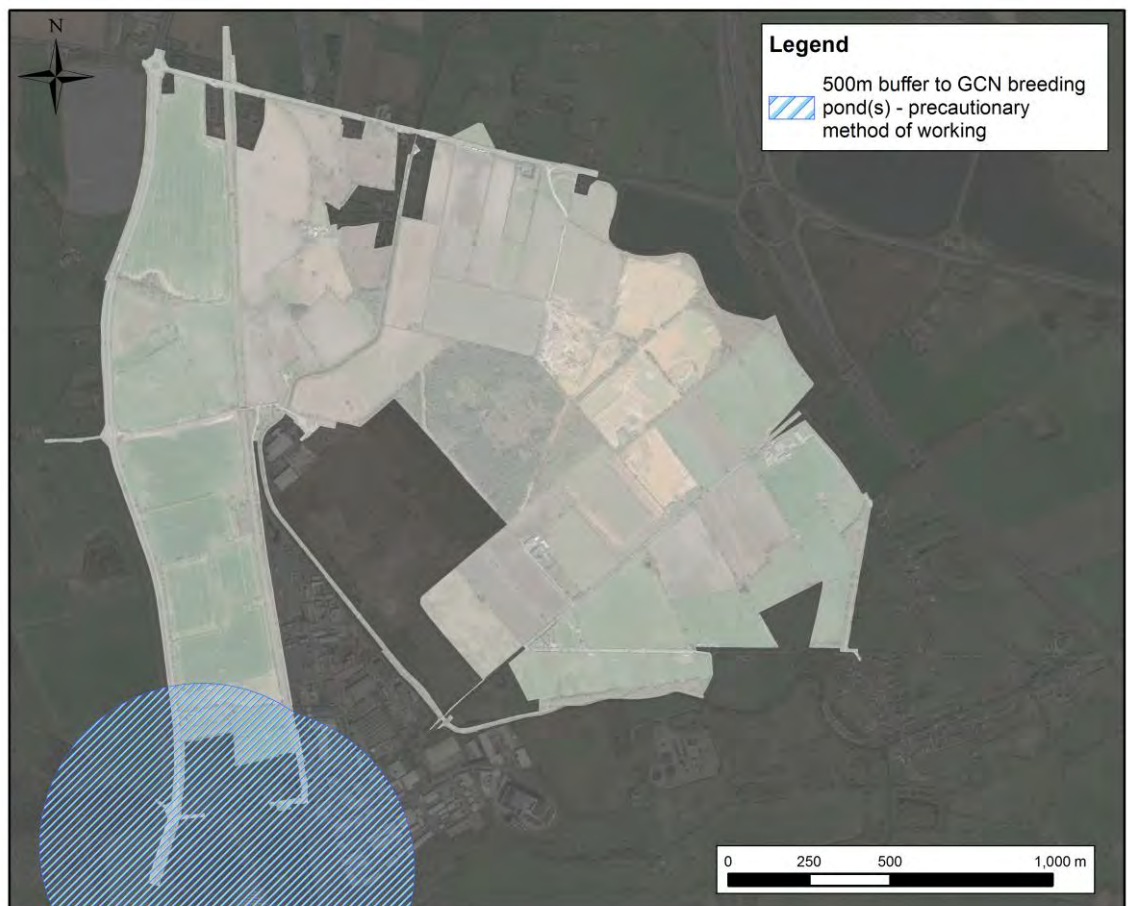 N
Legend
500m buffer to GCN breeding
pond(s) - precautionary
method of working
0 250 500 1,000 m